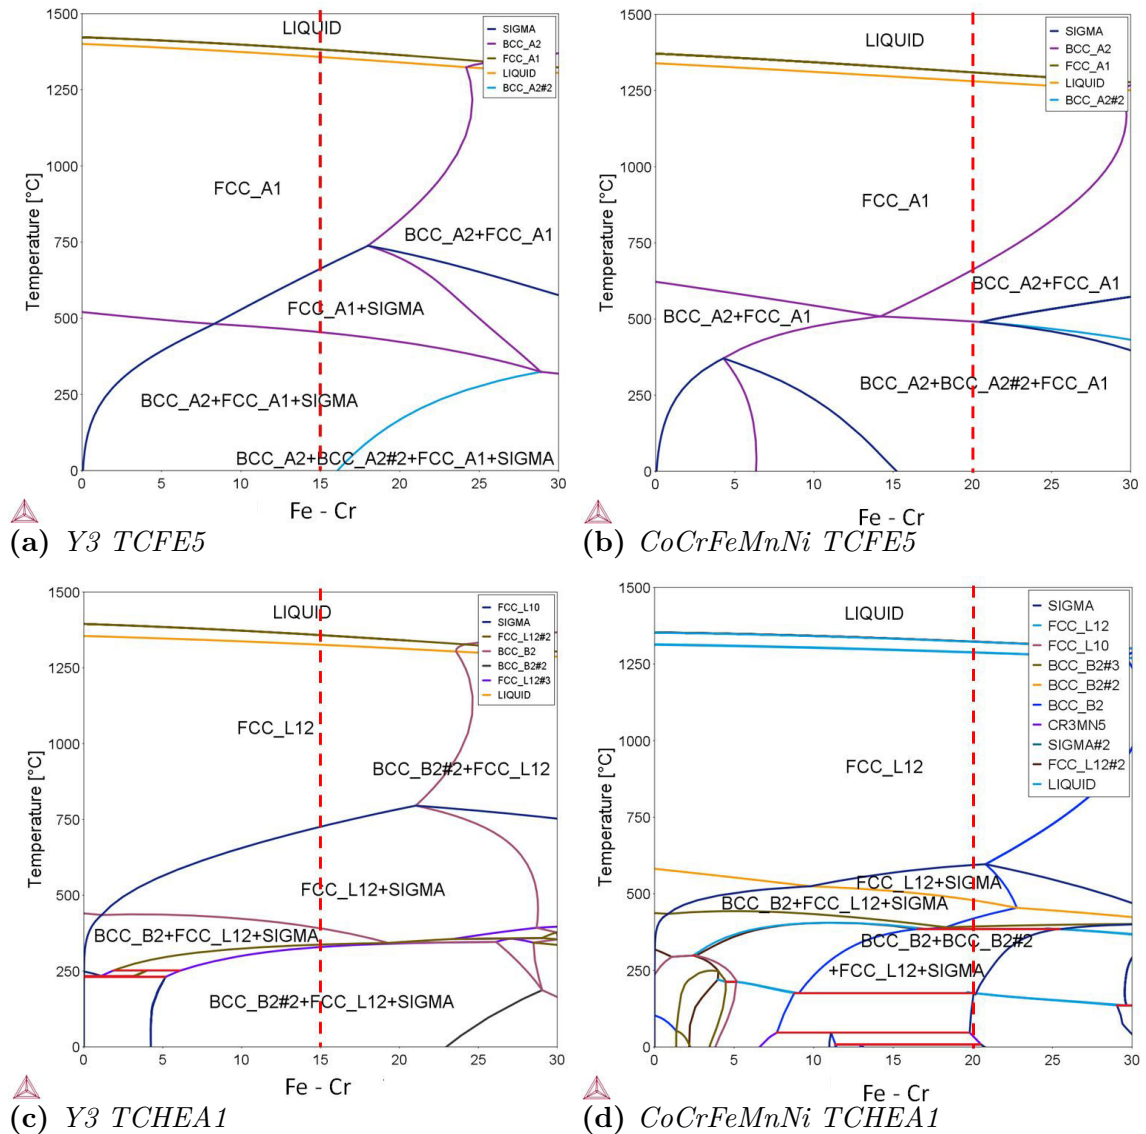 1500
1250
1000
750
500
250
0
Temperature [°C]
LIQUID
SIGMA
BCC_A2
FCC_A1
LIQUID
BCC_A2#2
FCC_A1
BCC_A2+FCC_A1
FCC_A1+SIGMA
BCC_A2+FCC_A1+SIGMA
BCC_A2+BCC_A2#2+FCC_A1+SIGMA
0 5 10 15 20 25 30
Fe - Cr
(a) Y3 TCFE5
1500
1250
1000
750
500
250
0
Temperature [°C]
LIQUID
SIGMA
BCC_A2
FCC_A1
LIQUID
BCC_A2#2
FCC_A1
BCC_A2+FCC_A1
BCC_A2+FCC_A1
BCC_A2+BCC_A2#2+FCC_A1
0 5 10 15 20 25 30
Fe - Cr
(b) CoCrFeMnNi TCFE5
1500
1250
1000
750
500
250
0
Temperature [°C]
LIQUID
FCC_L10
SIGMA
FCC_L12#2
BCC_B2
BCC_B2#2
FCC_L12#3
LIQUID
FCC_L12
BCC_B2#2+FCC_L12
FCC_L12+SIGMA
BCC_B2+FCC_L12+SIGMA
BCC_B2#2+FCC_L12+SIGMA
0 5 10 15 20 25 30
Fe - Cr
(c) Y3 TCHEA1
1500
1250
1000
750
500
250
0
Temperature [°C]
LIQUID
SIGMA
FCC_L12
FCC_L10
BCC_B2#3
BCC_B2#2
BCC_B2
CR3MN5
SIGMA#2
FCC_L12#2
LIQUID
FCC_L12
FCC_L12+SIGMA
BCC_B2+FCC_L12+SIGMA
BCC_B2+BCC_B2#2
+FCC_L12+SIGMA
0 5 10 15 20 25 30
Fe - Cr
(d) CoCrFeMnNi TCHEA1